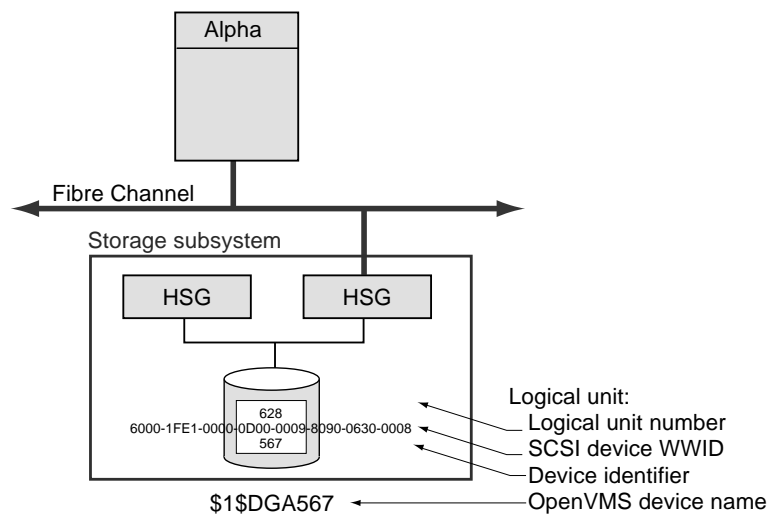 Alpha
Fibre Channel
Storage subsystem
HSG
HSG
628
6000-1FE1-0000-0D00-0009-8090-0630-0008
567
Logical unit:
Logical unit number
SCSI device WWID
Device identifier
$1$DGA567
OpenVMS device name